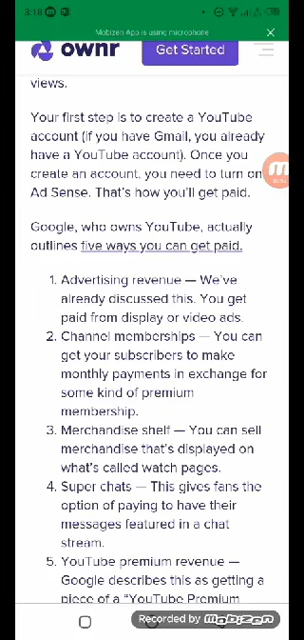 3:18
Mobizen App is using microphone
ownr
Get Started
views.
Your first step is to create a YouTube
account (if you have Gmail, you already
have a YouTube account). Once you
create an account, you need to turn on
Ad Sense. That's how you'll get paid.
Google, who owns YouTube, actually
outlines five ways you can get paid.
1. Advertising revenue — We've
already discussed this. You get
paid from display or video ads.
2. Channel memberships — You can
get your subscribers to make
monthly payments in exchange for
some kind of premium
membership.
3. Merchandise shelf — You can sell
merchandise that's displayed on
what's called watch pages.
4. Super chats — This gives fans the
option of paying to have their
messages featured in a chat
stream.
5. YouTube premium revenue —
Google describes this as getting a
piece of a "YouTube Premium
Recorded by mobizen